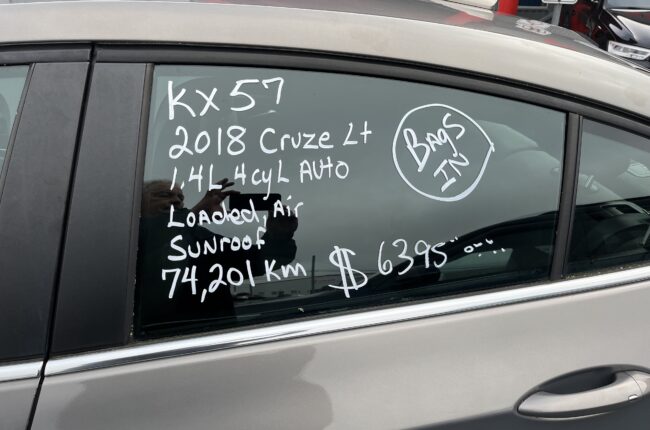 KX57
2018 Cruze Lt
1.4L 4cyL Auto
Loaded, Air
Sunroof
74,201 Km
$6395
BAgS
IN